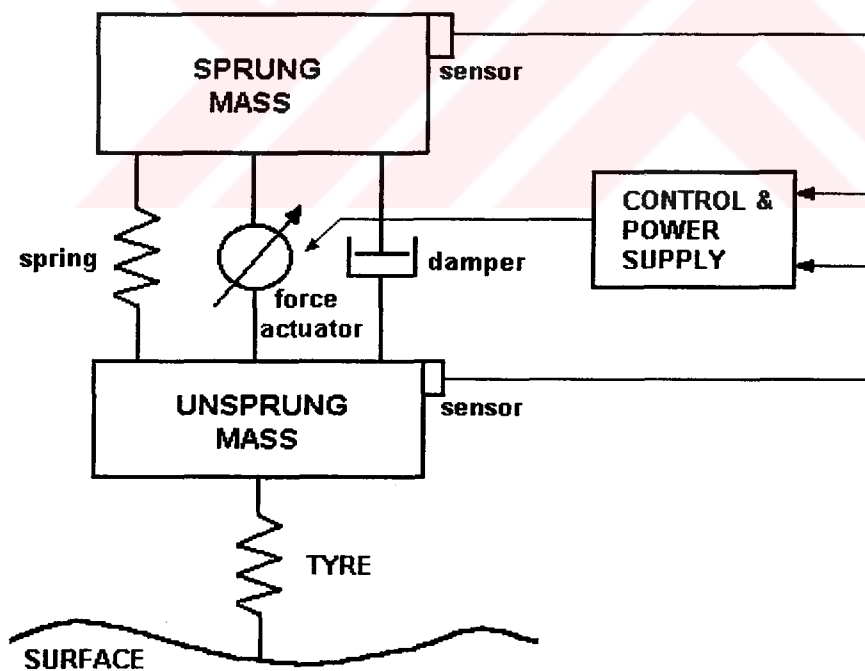 SPRUNG
MASS
sensor
CONTROL &
POWER
SUPPLY
spring
damper
force
actuator
UNSPRUNG
MASS
sensor
TYRE
SURFACE